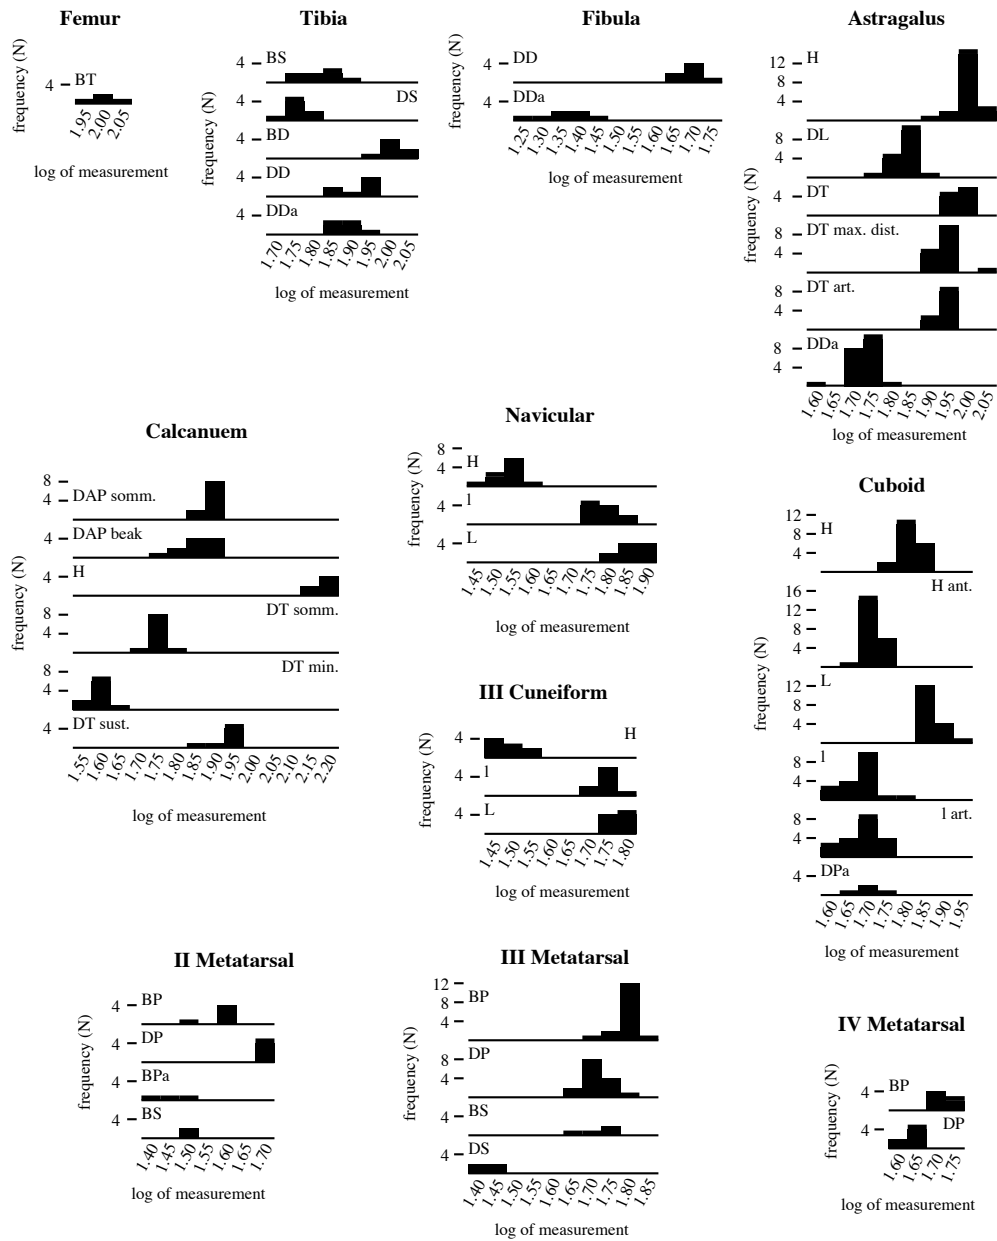 Femur
frequency (N)
4
BT
1.95 2.00 2.05
log of measurement
Tibia
frequency (N)
4
BS
4
DS
4
BD
4
DD
4
DDa
1.70 1.75 1.80 1.85 1.90 1.95 2.00 2.05
log of measurement
Fibula
frequency (N)
4
DD
4
DDa
1.25 1.30 1.35 1.40 1.45 1.50 1.55 1.60 1.65 1.70 1.75
log of measurement
Astragalus
frequency (N)
H
12
8
4
DL
8
4
DT
4
DT max. dist.
8
4
DT art.
8
4
DDa
8
4
1.60 1.65 1.70 1.75 1.80 1.85 1.90 1.95 2.00 2.05
log of measurement
Calcanuem
frequency (N)
8
4
DAP somm.
4
DAP beak
4
H
DT somm.
8
4
DT min.
8
4
4
DT sust.
1.55 1.60 1.65 1.70 1.75 1.80 1.85 1.90 1.95 2.00 2.05 2.10 2.15 2.20
log of measurement
Navicular
frequency (N)
8
4
H
4
l
4
L
1.45 1.50 1.55 1.60 1.65 1.70 1.75 1.80 1.85 1.90
log of measurement
III Cuneiform
frequency (N)
4
H
4
l
4
L
1.45 1.50 1.55 1.60 1.65 1.70 1.75 1.80
log of measurement
Cuboid
frequency (N)
12
H
8
4
H ant.
16
12
8
4
L
12
8
4
l
8
4
l art.
8
4
DPa
4
1.60 1.65 1.70 1.75 1.80 1.85 1.90 1.95
log of measurement
II Metatarsal
frequency (N)
4
BP
4
DP
4
BPa
4
BS
1.40 1.45 1.50 1.55 1.60 1.65 1.70
log of measurement
III Metatarsal
frequency (N)
12
8
4
BP
8
4
DP
4
BS
4
DS
1.40 1.45 1.50 1.55 1.60 1.65 1.70 1.75 1.80 1.85
log of measurement
IV Metatarsal
frequency (N)
4
BP
4
DP
1.60 1.65 1.70 1.75
log of measurement